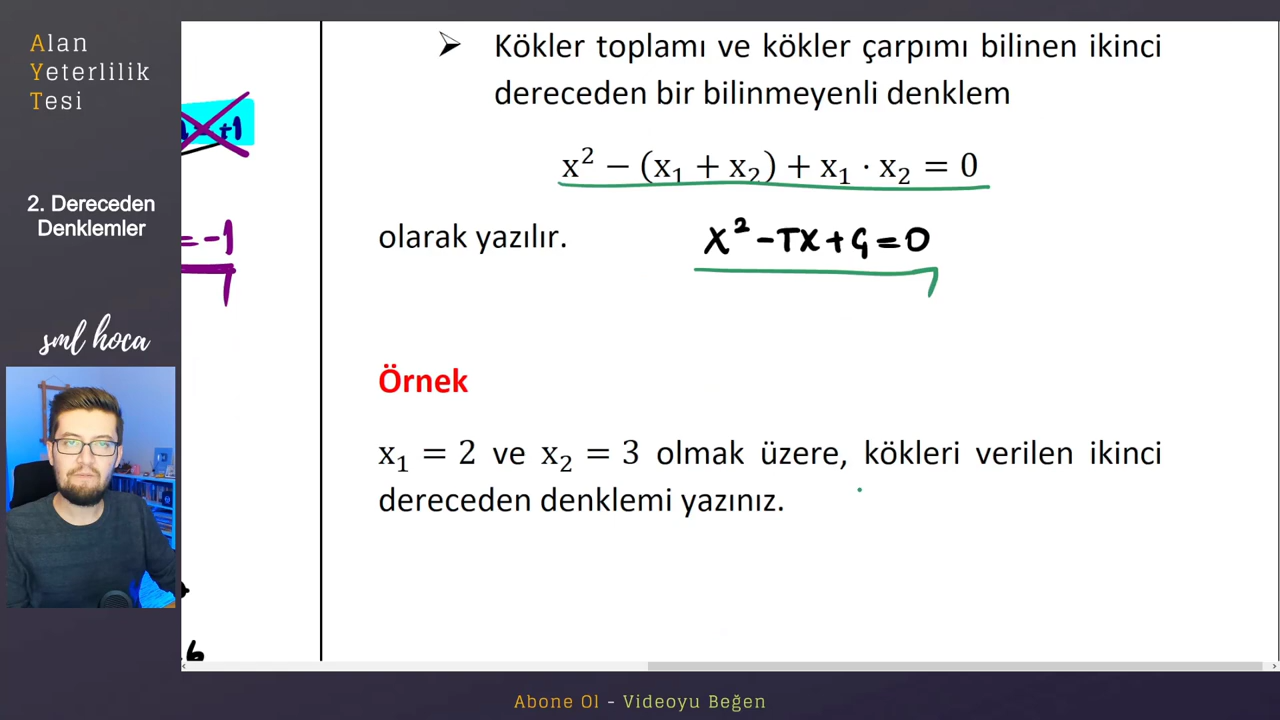 Alan
Yeterlilik
Tesi
2. Dereceden
Denklemler
= -1
sml hoca
➤ Kökler toplamı ve kökler çarpımı bilinen ikinci
dereceden bir bilinmeyenli denklem
x² − (x₁ + x₂) + x₁ · x₂ = 0
olarak yazılır.
x² - Tx + Ç = 0
Örnek
x₁ = 2 ve x₂ = 3 olmak üzere, kökleri verilen ikinci
dereceden denklemi yazınız.
Abone Ol - Videoyu Beğen